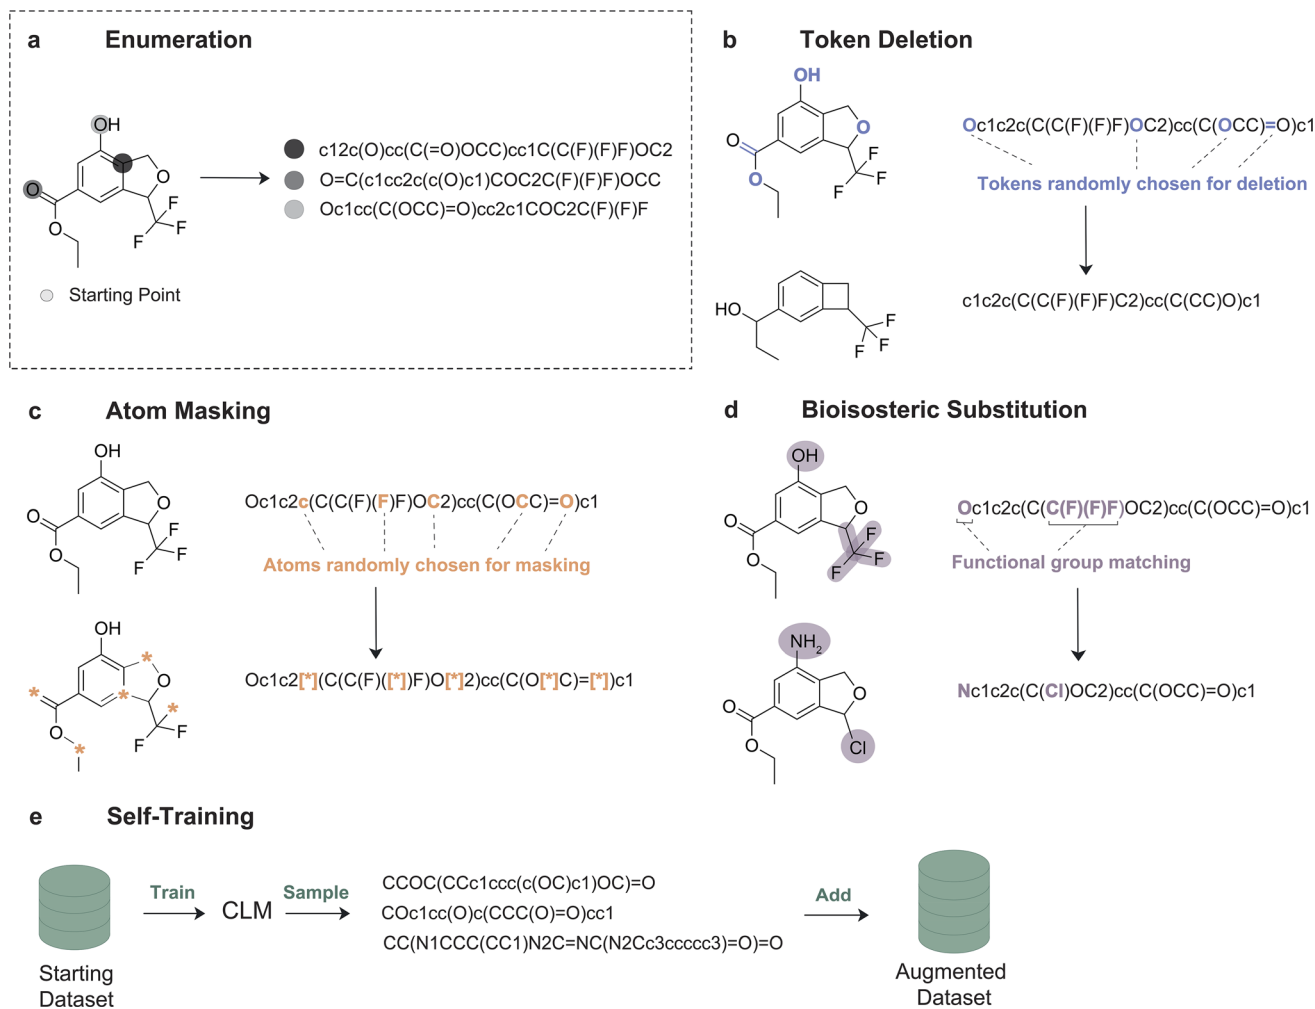 a Enumeration
OH
O
O
O
F
F
F
c12c(O)cc(C(=O)OCC)cc1C(C(F)(F)F)OC2
O=C(c1cc2c(c(O)c1)COC2C(F)(F)F)OCC
Oc1cc(C(OCC)=O)cc2c1COC2C(F)(F)F
Starting Point
b Token Deletion
OH
O
O
O
F
F
F
Oc1c2c(C(C(F)(F)F)OC2)cc(C(OCC)=O)c1
Tokens randomly chosen for deletion
HO
F
F
F
c1c2c(C(C(F)(F)F)C2)cc(C(CC)O)c1
c Atom Masking
OH
O
O
O
F
F
F
Oc1c2c(C(C(F)(F)F)OC2)cc(C(OCC)=O)c1
Atoms randomly chosen for masking
OH
*
O
*
*
*
O
F
F
*
Oc1c2[*](C(C(F)([*])F)O[*]2)cc(C(O[*]C)=[*])c1
d Bioisosteric Substitution
OH
O
O
O
F
F
F
Oc1c2c(C(C(F)(F)F)OC2)cc(C(OCC)=O)c1
Functional group matching
NH2
O
O
O
Cl
Nc1c2c(C(Cl)OC2)cc(C(OCC)=O)c1
e Self-Training
Starting
Dataset
Train
CLM
Sample
CCOC(CCc1ccc(c(OC)c1)OC)=O
COc1cc(O)c(CCC(O)=O)cc1
CC(N1CCC(CC1)N2C=NC(N2Cc3ccccc3)=O)=O
Add
Augmented
Dataset